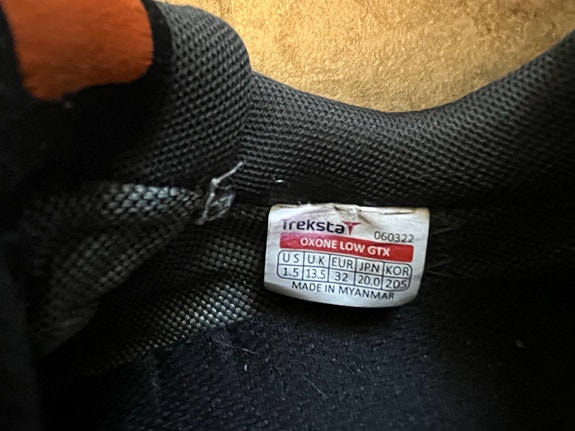 Treksta
060322
OXONE LOW GTX
US UK EUR JPN KOR
1.5 13.5 32 20.0 205
MADE IN MYANMAR